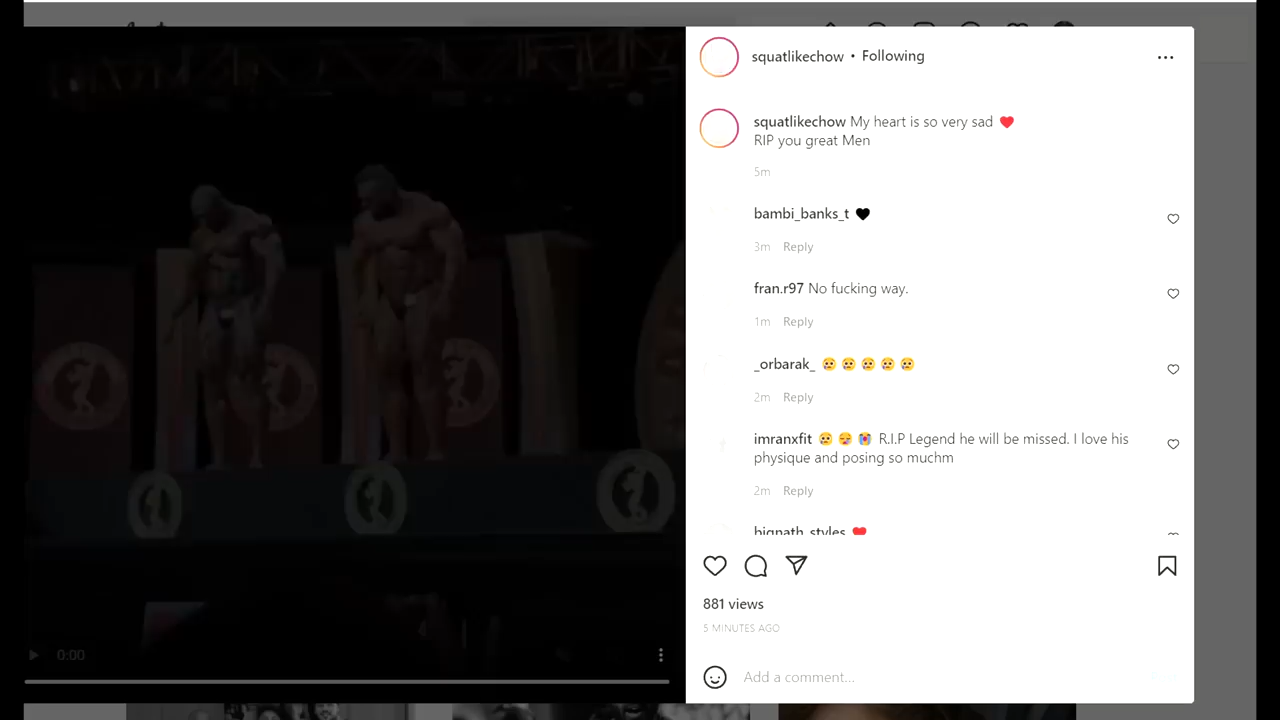 squatlikechow • Following
squatlikechow My heart is so very sad ❤️
RIP you great Men
5m
bambi_banks_t 🖤
3m Reply
fran.r97 No fucking way.
1m Reply
_orbarak_ 😢 😢 😢 😢 😢
2m Reply
imranxfit R.I.P Legend he will be missed. I love his
physique and posing so muchm
2m Reply
bignath_styles ❤️
881 views
5 MINUTES AGO
0:00
Add a comment...